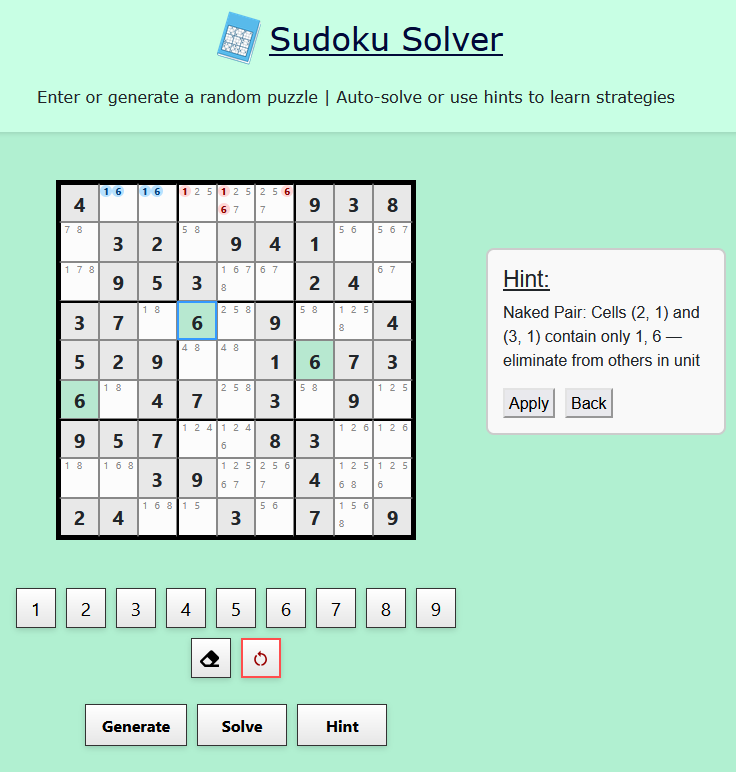 Sudoku Solver
Enter or generate a random puzzle | Auto-solve or use hints to learn strategies
4 1 6 1 6 1 2 5 1 2 5 6 7 2 5 6 7 9 3 8
7 8 3 2 5 8 9 4 1 5 6 5 6 7
1 7 8 9 5 3 1 6 7 8 6 7 2 4 6 7
3 7 1 8 6 2 5 8 9 5 8 1 2 5 8 4
5 2 9 4 8 4 8 1 6 7 3
6 1 8 4 7 2 5 8 3 5 8 9 1 2 5
9 5 7 1 2 4 1 2 4 6 8 3 1 2 6 1 2 6
1 8 1 6 8 3 9 1 2 5 6 7 2 5 6 7 4 1 2 5 6 8 1 2 5 6
2 4 1 6 8 1 5 3 5 6 7 1 5 6 8 9
Hint:
Naked Pair: Cells (2, 1) and
(3, 1) contain only 1, 6 —
eliminate from others in unit
Apply Back
1 2 3 4 5 6 7 8 9
Generate Solve Hint